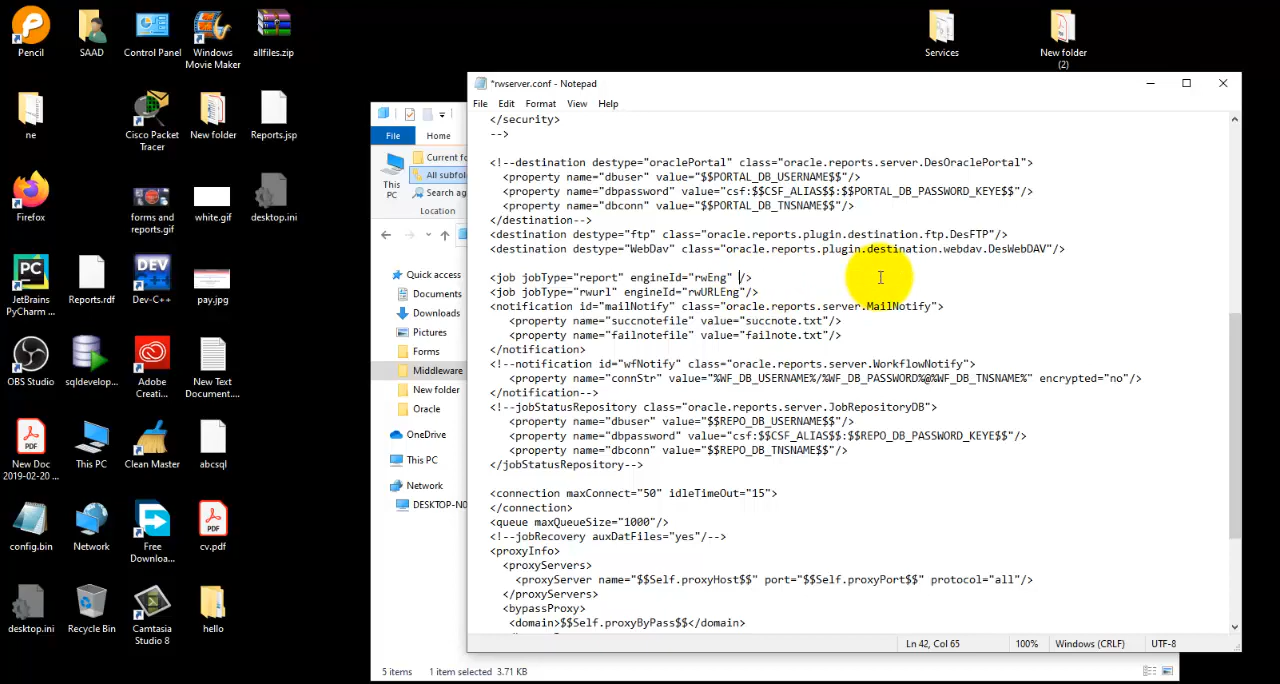 Pencil
SAAD
Control Panel
Windows
Movie Maker
allfiles.zip
Services
New folder
(2)
ne
Cisco Packet
Tracer
New folder
Reports.jsp
Firefox
forms and
reports.gif
white.gif
desktop.ini
JetBrains
PyCharm ...
Reports.rdf
Dev-C++
pay.jpg
OBS Studio
sqldevelop...
Adobe
Creati...
New Text
Document....
New Doc
2019-02-20 ...
This PC
Clean Master
abcsql
config.bin
Network
Free
Downloa...
cv.pdf
desktop.ini
Recycle Bin
Camtasia
Studio 8
hello
File
Home
This
PC
Current fo
All subfol
Search ag
Location
Quick access
Documents
Downloads
Pictures
Forms
Middleware
New folder
Oracle
OneDrive
This PC
Network
DESKTOP-N0
5 items 1 item selected 3.71 KB
*rwserver.conf - Notepad
File Edit Format View Help
</security>
-->
<!--destination destype="oraclePortal" class="oracle.reports.server.DesOraclePortal">
<property name="dbuser" value="$$PORTAL_DB_USERNAME$$"/>
<property name="dbpassword" value="csf:$$CSF_ALIAS$$:$$PORTAL_DB_PASSWORD_KEYE$$"/>
<property name="dbconn" value="$$PORTAL_DB_TNSNAME$$"/>
</destination-->
<destination destype="ftp" class="oracle.reports.plugin.destination.ftp.DesFTP"/>
<destination destype="WebDav" class="oracle.reports.plugin.destination.webdav.DesWebDAV"/>
<job jobType="report" engineId="rwEng" />
<job jobType="rwurl" engineId="rwURLEng"/>
<notification id="mailNotify" class="oracle.reports.server.MailNotify">
<property name="succnotefile" value="succnote.txt"/>
<property name="failnotefile" value="failnote.txt"/>
</notification>
<!--notification id="wfNotify" class="oracle.reports.server.WorkflowNotify">
<property name="connStr" value="%WF_DB_USERNAME%/%WF_DB_PASSWORD%@%WF_DB_TNSNAME%" encrypted="no"/>
</notification-->
<!--jobStatusRepository class="oracle.reports.server.JobRepositoryDB">
<property name="dbuser" value="$$REPO_DB_USERNAME$$"/>
<property name="dbpassword" value="csf:$$CSF_ALIAS$$:$$REPO_DB_PASSWORD_KEYE$$"/>
<property name="dbconn" value="$$REPO_DB_TNSNAME$$"/>
</jobStatusRepository-->
<connection maxConnect="50" idleTimeOut="15">
</connection>
<queue maxQueueSize="1000"/>
<!--jobRecovery auxDatFiles="yes"/-->
<proxyInfo>
<proxyServers>
<proxyServer name="$$Self.proxyHost$$" port="$$Self.proxyPort$$" protocol="all"/>
</proxyServers>
<bypassProxy>
<domain>$$Self.proxyByPass$$</domain>
Ln 42, Col 65 100% Windows (CRLF) UTF-8